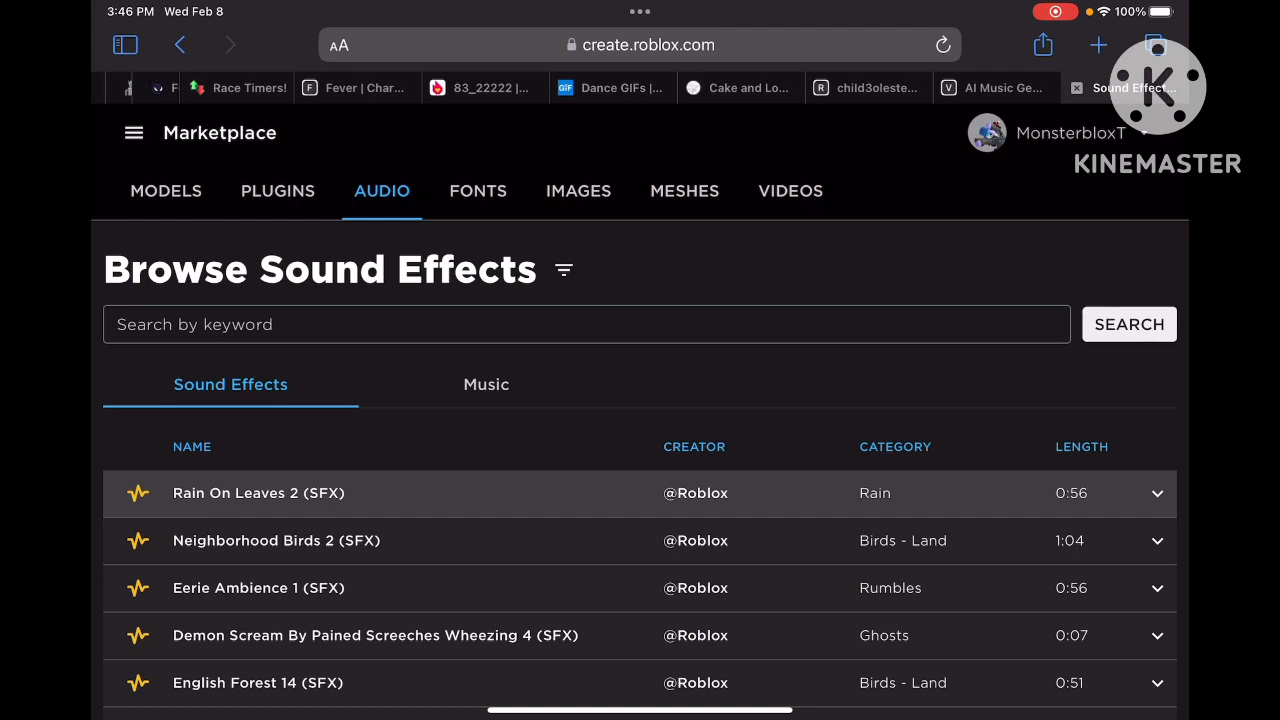 3:46 PM Wed Feb 8
100%
AA create.roblox.com
F Race Timers! F Fever | Char... 83_22222 |... GIF Dance GIFs |... Cake and Lo... R child3oleste... V AI Music Ge... Sound Effect...
K
KINEMASTER
Marketplace MonsterbloxT
MODELS PLUGINS AUDIO FONTS IMAGES MESHES VIDEOS
Browse Sound Effects
Search by keyword SEARCH
Sound Effects Music
NAME CREATOR CATEGORY LENGTH
Rain On Leaves 2 (SFX) @Roblox Rain 0:56
Neighborhood Birds 2 (SFX) @Roblox Birds - Land 1:04
Eerie Ambience 1 (SFX) @Roblox Rumbles 0:56
Demon Scream By Pained Screeches Wheezing 4 (SFX) @Roblox Ghosts 0:07
English Forest 14 (SFX) @Roblox Birds - Land 0:51